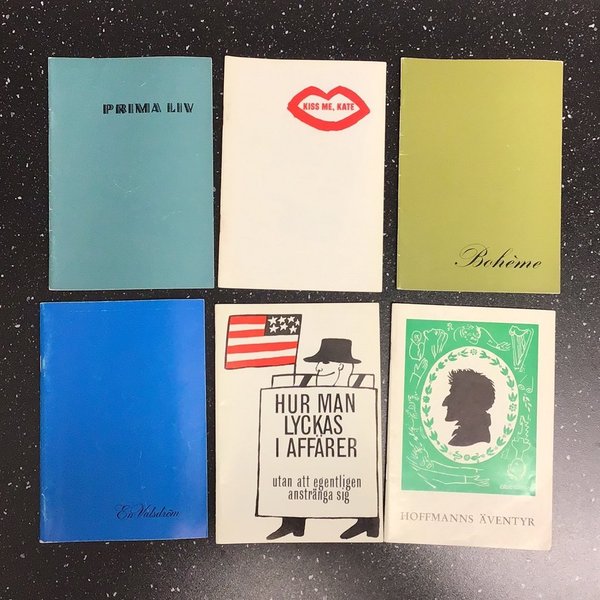 PRIMA LIV
KISS ME, KATE
Bohème
En Valsdröm
HUR MAN
LYCKAS
I AFFÄRER
utan att egentligen
anstränga sig
HOFFMANNS ÄVENTYR